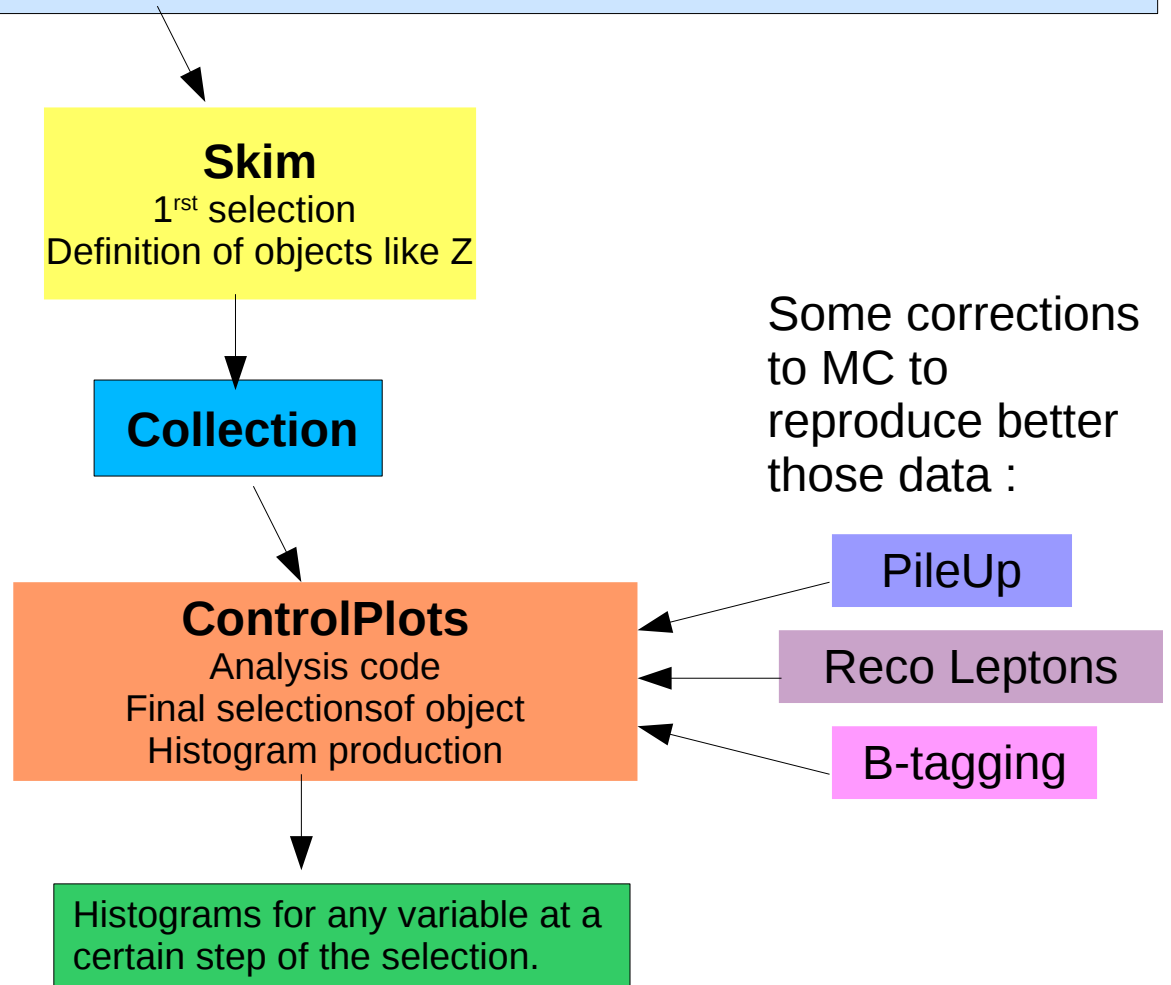 Skim
1rst selection
Definition of objects like Z
Collection
Some corrections
to MC to
reproduce better
those data :
PileUp
Reco Leptons
B-tagging
ControlPlots
Analysis code
Final selectionsof object
Histogram production
Histograms for any variable at a
certain step of the selection.